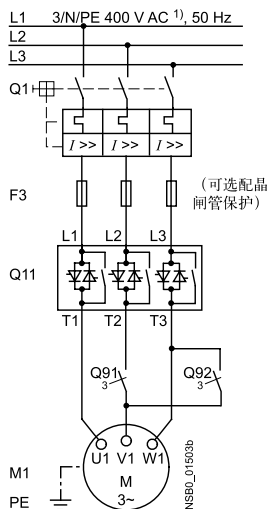 L1 3/N/PE 400 V AC 1), 50 Hz
L2
L3
Q1
I >> I >> I >>
F3
(可选配晶
闸管保护)
L1 L2 L3
Q11
T1 T2 T3
Q91
3
Q92
3
U1 V1 W1
M
3~
M1
PE
NSB0_01503b